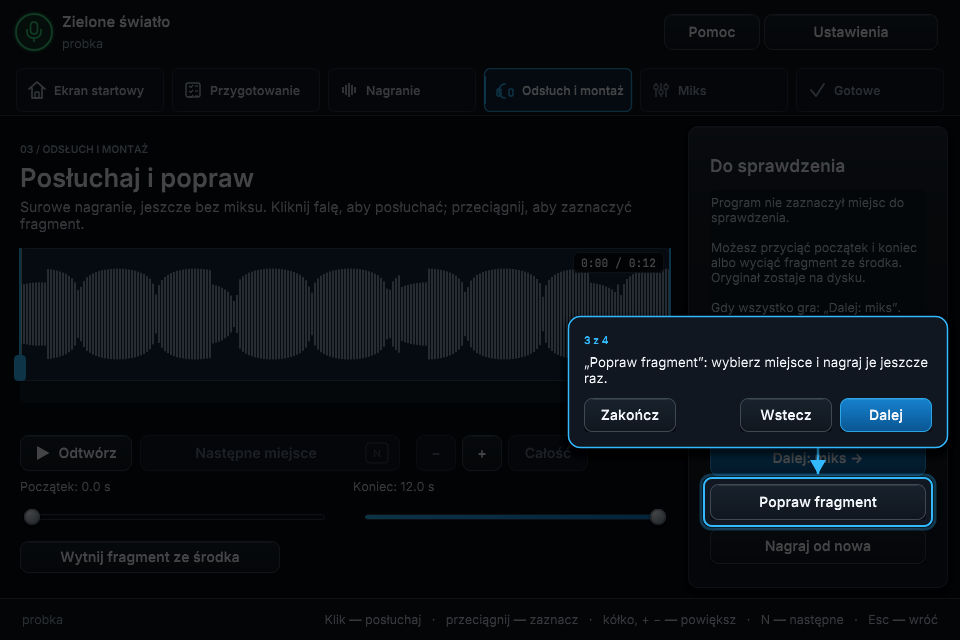 Zielone światło
probka
Pomoc
Ustawienia
Ekran startowy
Przygotowanie
Nagranie
Odsłuch i montaż
Miks
Gotowe
03 / ODSŁUCH I MONTAŻ
Posłuchaj i popraw
Surowe nagranie, jeszcze bez miksu. Kliknij falę, aby posłuchać; przeciągnij, aby zaznaczyć
fragment.
0:00 / 0:12
Do sprawdzenia
Program nie zaznaczył miejsc do
sprawdzenia.
Możesz przyciąć początek i koniec
albo wyciąć fragment ze środka.
Oryginał zostaje na dysku.
Gdy wszystko gra: „Dalej: miks”.
3 z 4
„Popraw fragment”: wybierz miejsce i nagraj je jeszcze
raz.
Zakończ
Wstecz
Dalej
Odtwórz
Następne miejsce
N
−
+
Całość
Dalej: miks →
Początek: 0.0 s
Koniec: 12.0 s
Popraw fragment
Wytnij fragment ze środka
Nagraj od nowa
probka
Klik — posłuchaj · przeciągnij — zaznacz · kółko, + − — powiększ · N — następne · Esc — wróć